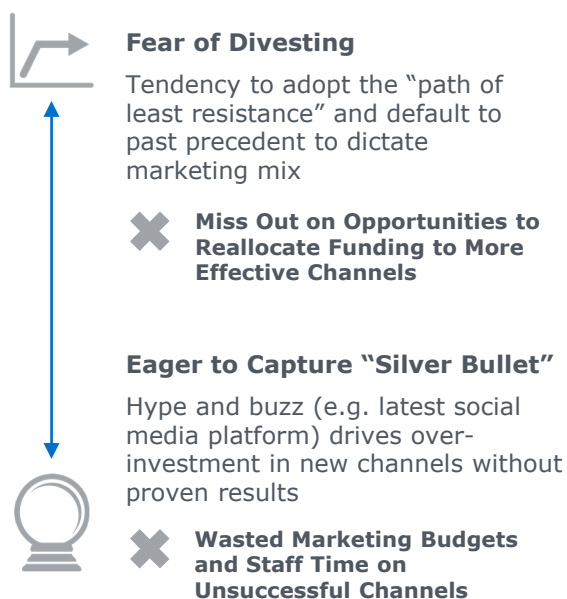 Fear of Divesting
Tendency to adopt the “path of
least resistance” and default to
past precedent to dictate
marketing mix
Miss Out on Opportunities to
Reallocate Funding to More
Effective Channels
Eager to Capture “Silver Bullet”
Hype and buzz (e.g. latest social
media platform) drives over-
investment in new channels without
proven results
Wasted Marketing Budgets
and Staff Time on
Unsuccessful Channels